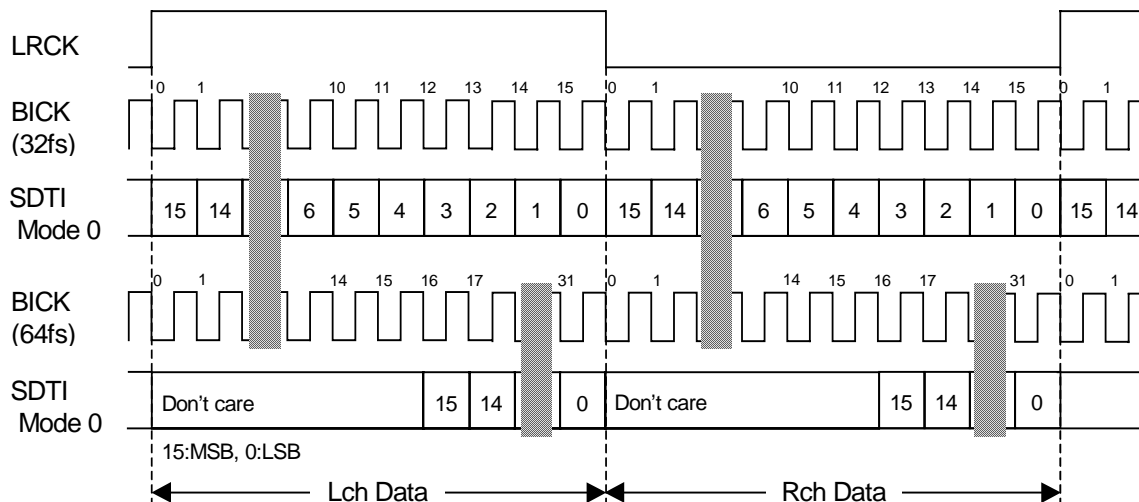 LRCK
0 1 10 11 12 13 14 15 0 1 10 11 12 13 14 15 0 1
BICK
(32fs)
SDTI
Mode 0
15 14 6 5 4 3 2 1 0 15 14 6 5 4 3 2 1 0 15 14
0 1 14 15 16 17 31 0 1 14 15 16 17 31 0 1
BICK
(64fs)
SDTI
Mode 0
Don't care 15 14 0 Don't care 15 14 0
15:MSB, 0:LSB
Lch Data Rch Data